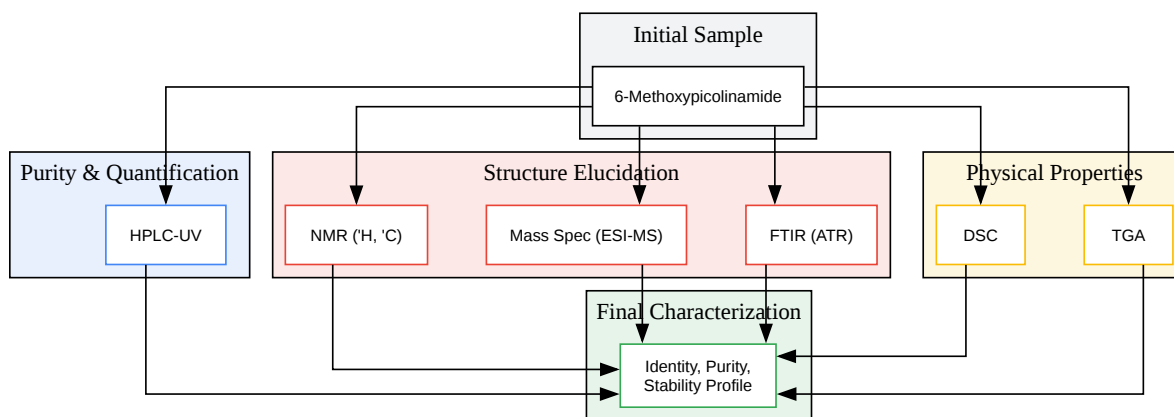 Initial Sample
6-Methoxypicolinamide
Purity & Quantification
Structure Elucidation
Physical Properties
HPLC-UV
NMR ('H, 'C)
Mass Spec (ESI-MS)
FTIR (ATR)
DSC
TGA
Final Characterization
Identity, Purity,
Stability Profile